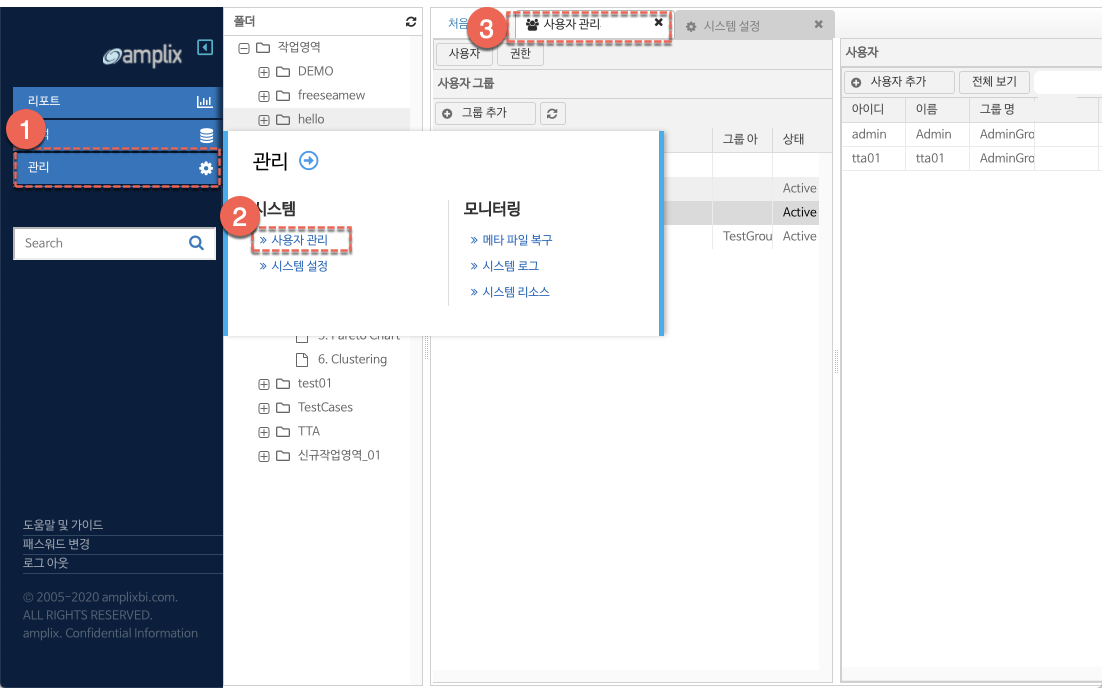 amplix
리포트
관리
Search
도움말 및 가이드
패스워드 변경
로그 아웃
© 2005-2020 amplixbi.com.
ALL RIGHTS RESERVED.
amplix. Confidential Information
1
폴더
작업영역
DEMO
freeseamew
hello
관리
2
시스템
사용자 관리
시스템 설정
모니터링
메타 파일 복구
시스템 로그
시스템 리소스
5. Pareto Chart
6. Clustering
test01
TestCases
TTA
신규작업영역_01
처음
3
사용자 관리
시스템 설정
사용자 권한
사용자 그룹
그룹 추가
그룹 아 상태
Active
Active
TestGrou Active
사용자
사용자 추가 전체 보기
아이디 이름 그룹 명
admin Admin AdminGro
tta01 tta01 AdminGro